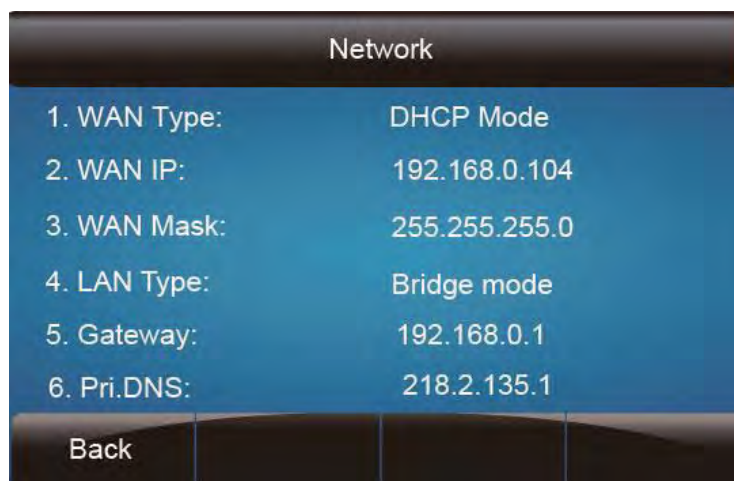 Network
1. WAN Type: DHCP Mode
2. WAN IP: 192.168.0.104
3. WAN Mask: 255.255.255.0
4. LAN Type: Bridge mode
5. Gateway: 192.168.0.1
6. Pri.DNS: 218.2.135.1
Back